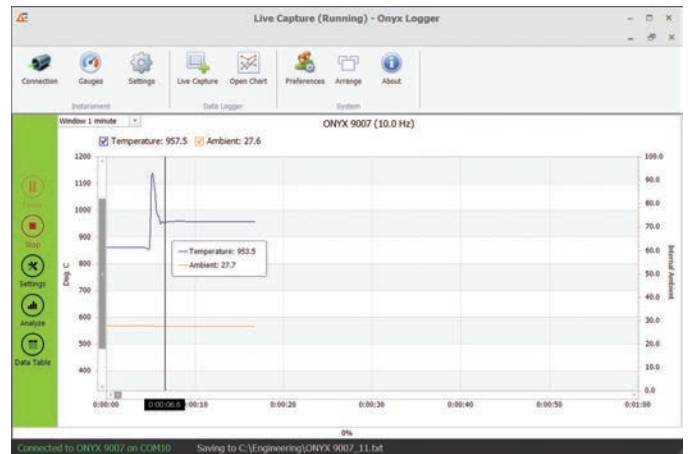 Live Capture (Running) - Onyx Logger
Connection
Gauges
Settings
Live Capture
Open Chart
Preferences
Arrange
About
Instrument
Data Logger
System
Window 1 minute
ONYX 9007 (10.0 Hz)
Temperature: 957.5
Ambient: 27.6
1200
1100
1000
900
800
700
600
500
400
Deg. C
100.0
90.0
80.0
70.0
60.0
50.0
40.0
30.0
20.0
10.0
0.0
Internal Ambient
Temperature: 953.5
Ambient: 27.7
Pause
Stop
Settings
Analyze
Data Table
0:00:00
0:00:06.6
0:00:10
0:00:20
0:00:30
0:00:40
0:00:50
0:01:00
0%
Connected to ONYX 9007 on COM10
Saving to C:\Engineering\ONYX 9007_11.txt